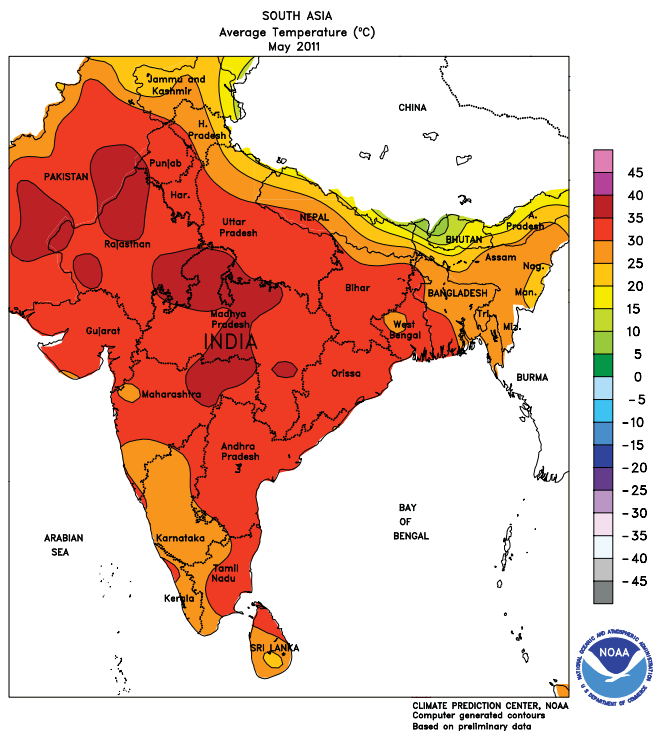 SOUTH ASIA
Average Temperature (°C)
May 2011
Jammu and
Kashmir
CHINA
H.
Pradesh
Punjab
PAKISTAN
Har.
NEPAL
Uttar
Pradesh
A.
Pradesh
BHUTAN
Rajasthan
Assam
Nag.
Bihar
BANGLADESH
Man.
Madhya
Pradesh
Tri.
Miz.
Gujarat
West
Bengal
INDIA
Orissa
BURMA
Maharashtra
Andhra
Pradesh
BAY
OF
BENGAL
ARABIAN
SEA
Karnataka
Tamil
Nadu
Kerala
SRI LANKA
45
40
35
30
25
20
15
10
5
0
-5
-10
-15
-20
-25
-30
-35
-40
-45
NATIONAL OCEANIC AND ATMOSPHERIC ADMINISTRATION
NOAA
U.S. DEPARTMENT OF COMMERCE
CLIMATE PREDICTION CENTER, NOAA
Computer generated contours
Based on preliminary data